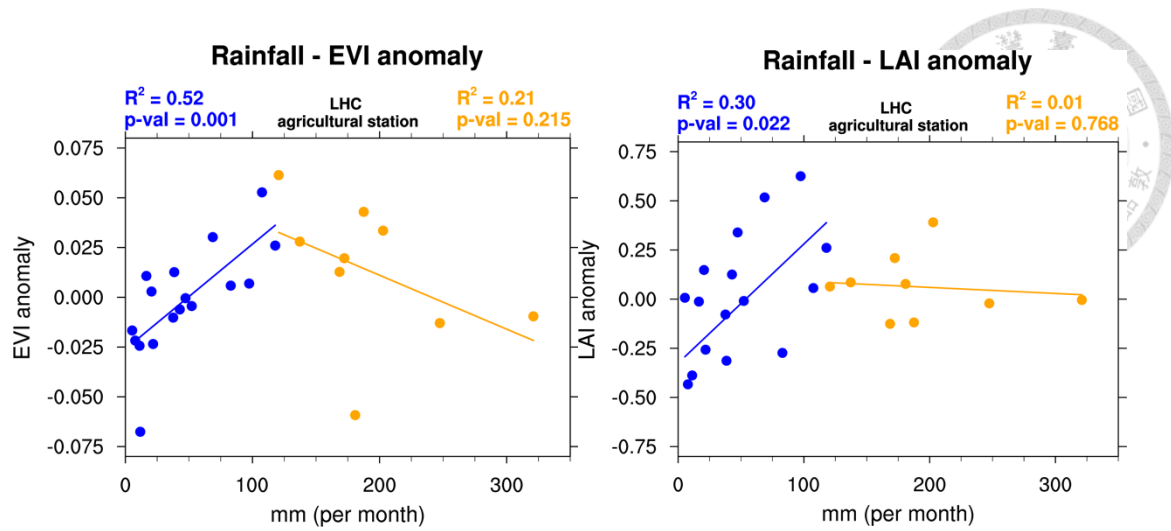 Rainfall - EVI anomaly
R² = 0.52
p-val = 0.001
LHC
agricultural station
R² = 0.21
p-val = 0.215
0.075
0.050
0.025
0.000
-0.025
-0.050
-0.075
EVI anomaly
0 100 200 300
mm (per month)
Rainfall - LAI anomaly
R² = 0.30
p-val = 0.022
LHC
agricultural station
R² = 0.01
p-val = 0.768
0.75
0.50
0.25
0.00
-0.25
-0.50
-0.75
LAI anomaly
0 100 200 300
mm (per month)
臺
國